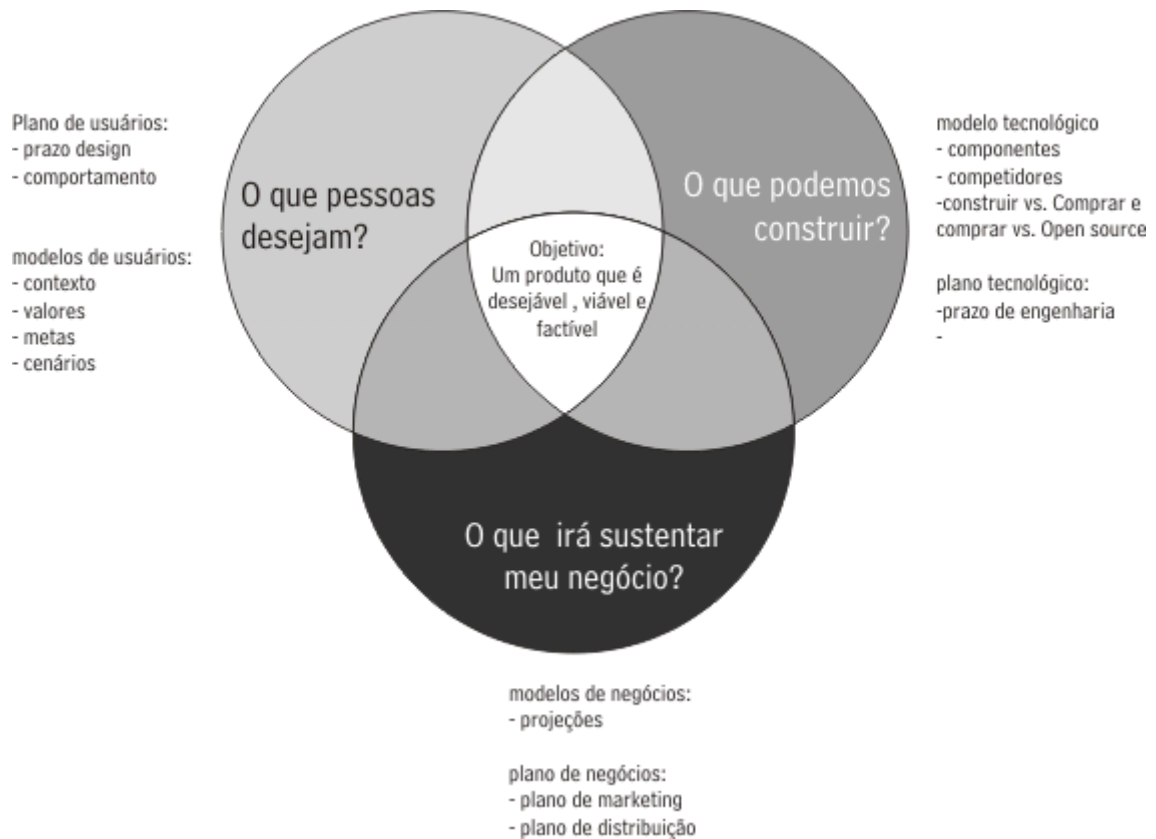 Plano de usuários:
- prazo design
- comportamento
modelos de usuários:
- contexto
- valores
- metas
- cenários
O que pessoas
desejam?
O que podemos
construir?
Objetivo:
Um produto que é
desejável , viável e
factível
modelo tecnológico
- componentes
- competidores
-construir vs. Comprar e
comprar vs. Open source
plano tecnológico:
-prazo de engenharia
-
O que irá sustentar
meu negócio?
modelos de negócios:
- projeções
plano de negócios:
- plano de marketing
- plano de distribuição